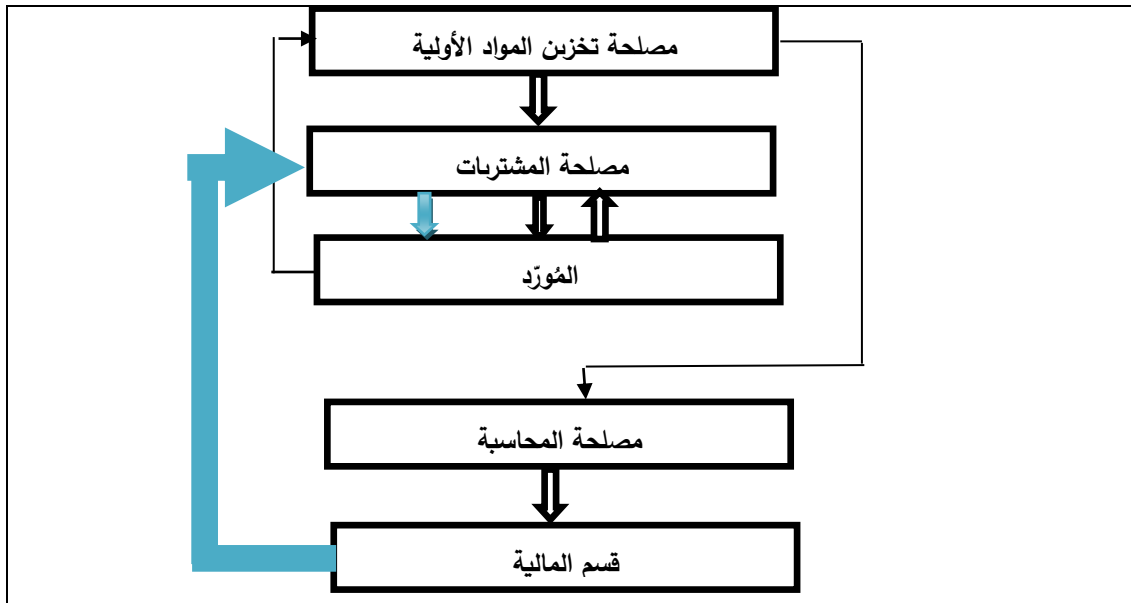 مصلحة تخزين المواد الأولية
مصلحة المشتريات
المُورّد
مصلحة المحاسبة
قسم المالية